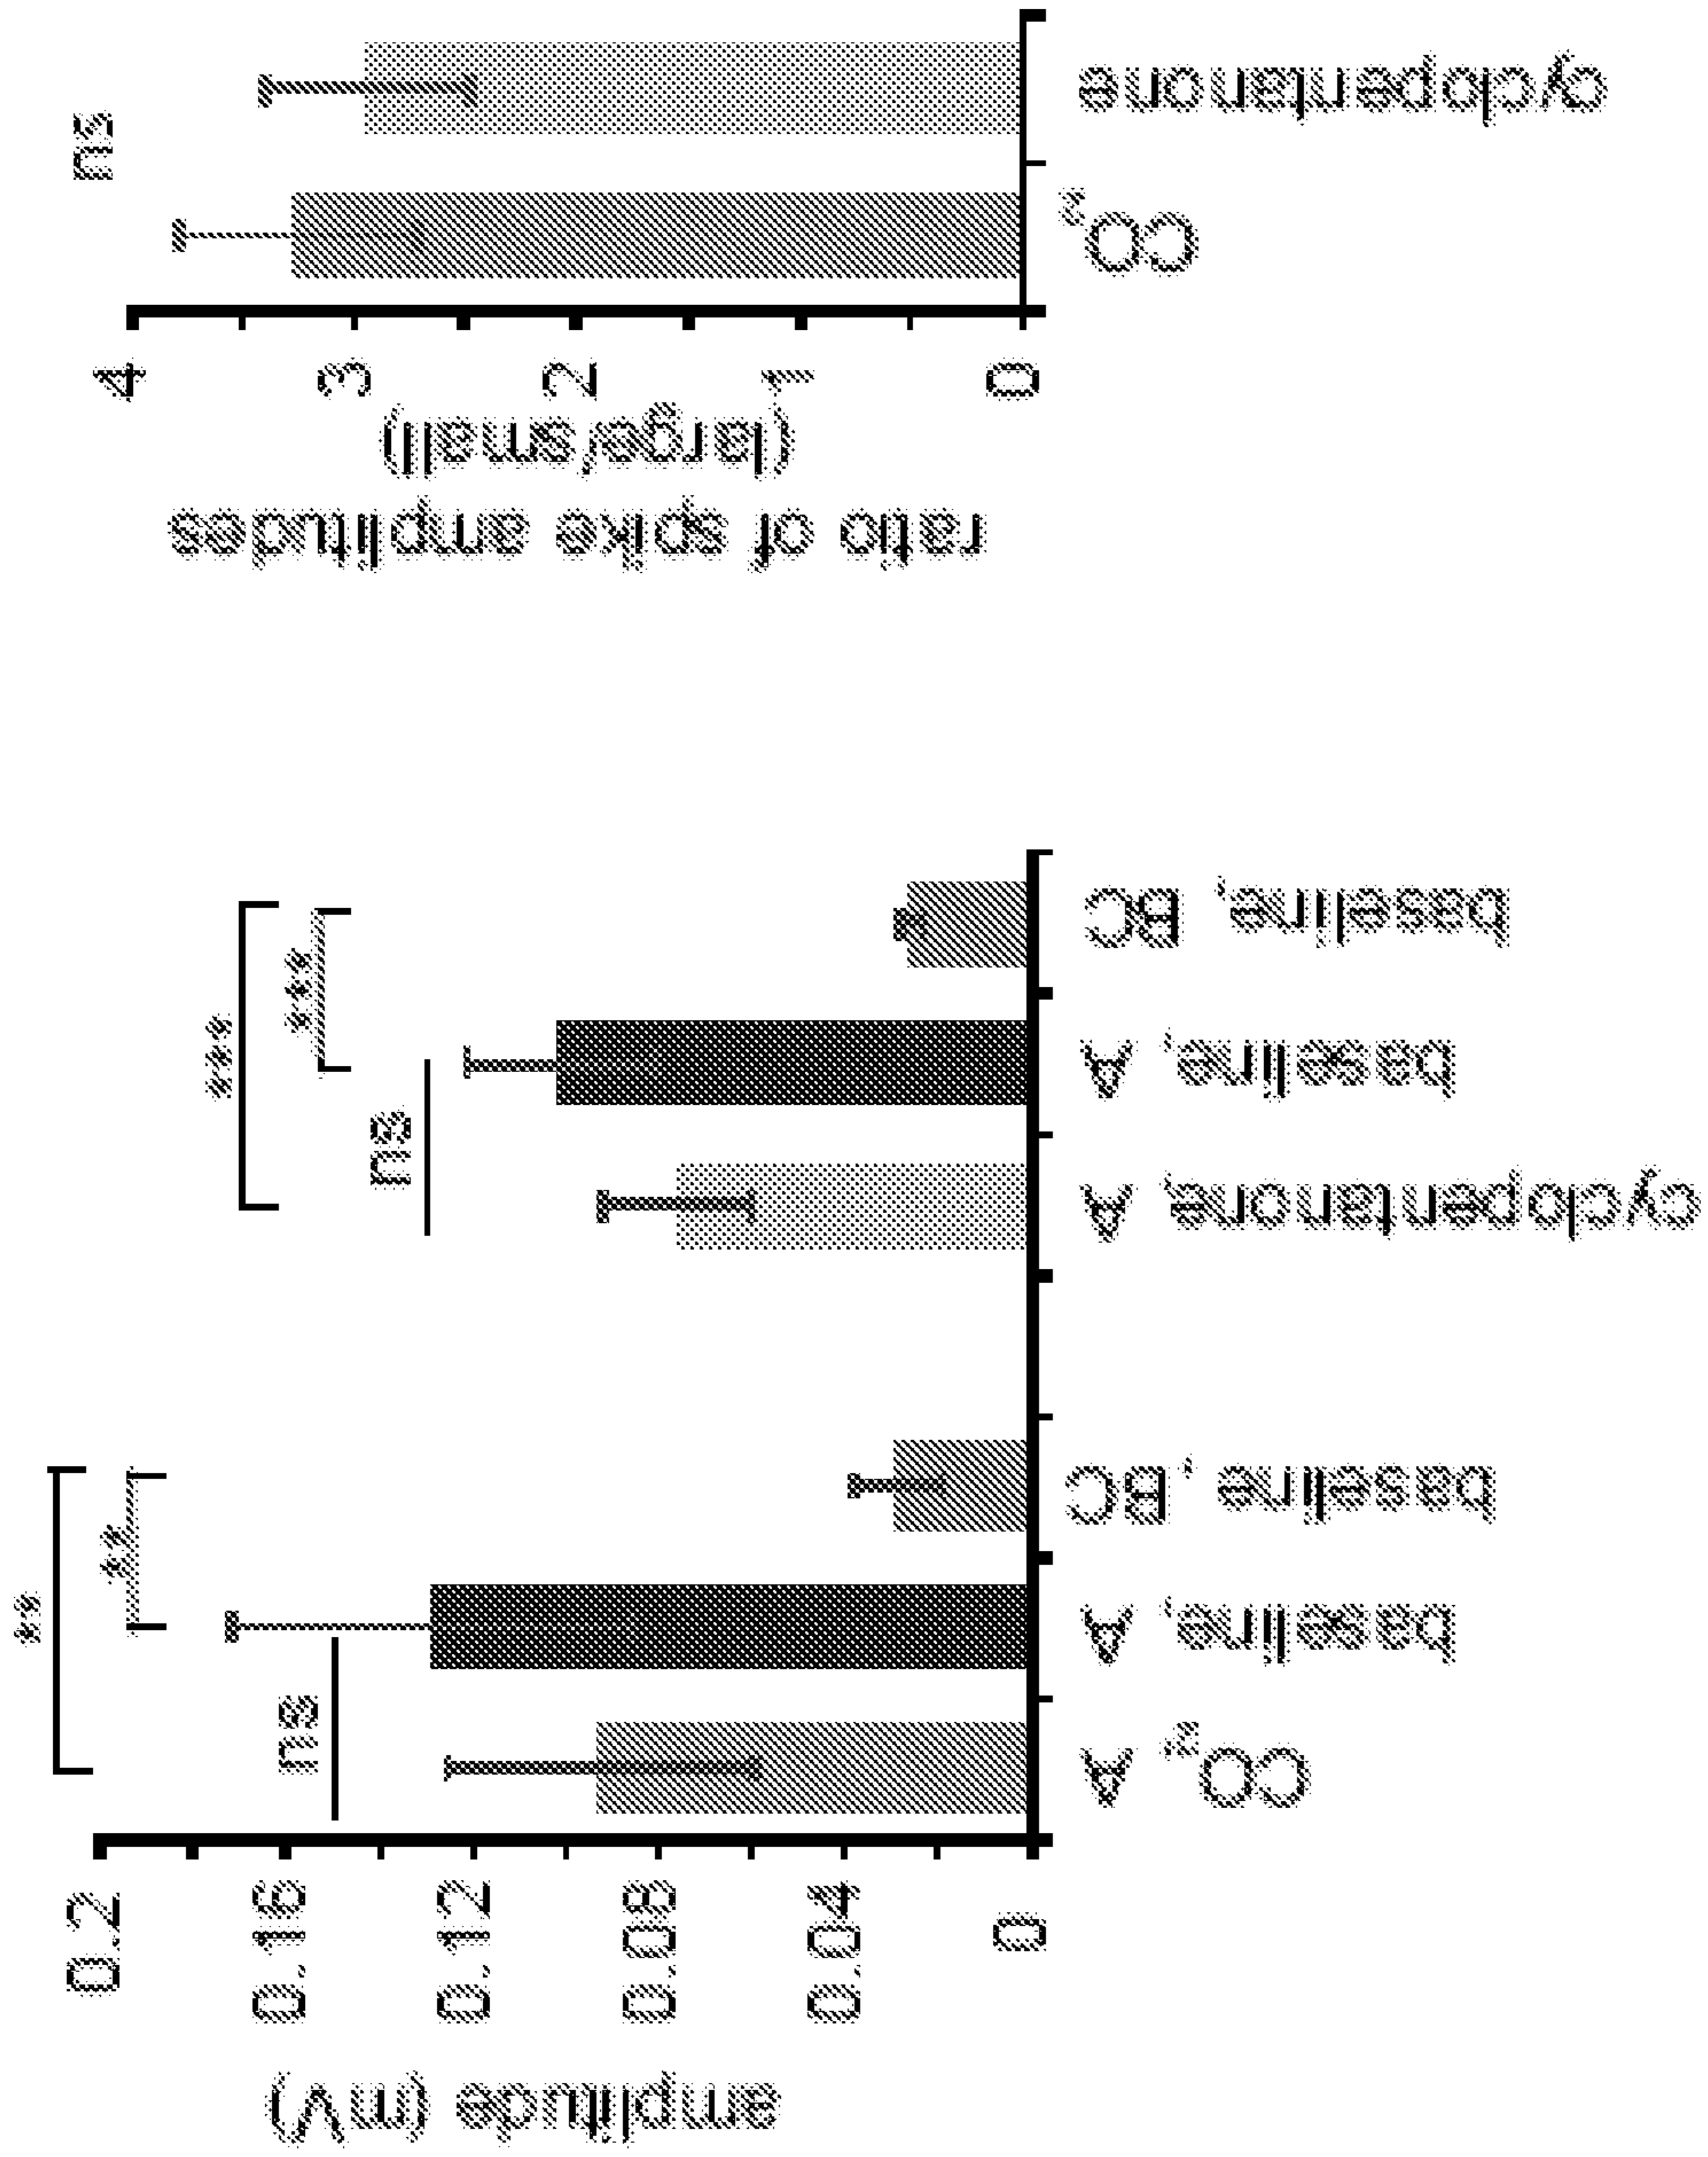 amplitude (mV)
0.2
0.16
0.12
0.08
0.04
0
**
**
ns
***
***
ns
CO₂ A
baseline, A
baseline, BC
cyclopentanone, A
baseline, A
baseline, BC
ratio of spike amplitudes
(large/small)
4
3
2
1
0
ns
CO₂
cyclopentanone